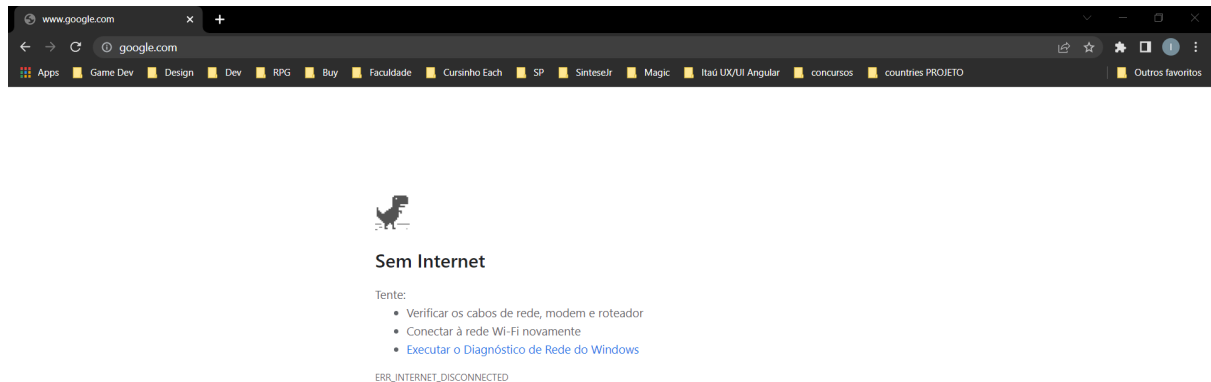 www.google.com
google.com
Apps Game Dev Design Dev RPG Buy Faculdade Cursinho Each SP SinteseJr Magic Itaú UX/UI Angular concursos countries PROJETO Outros favoritos
Sem Internet
Tente:
• Verificar os cabos de rede, modem e roteador
• Conectar à rede Wi-Fi novamente
• Executar o Diagnóstico de Rede do Windows
ERR_INTERNET_DISCONNECTED